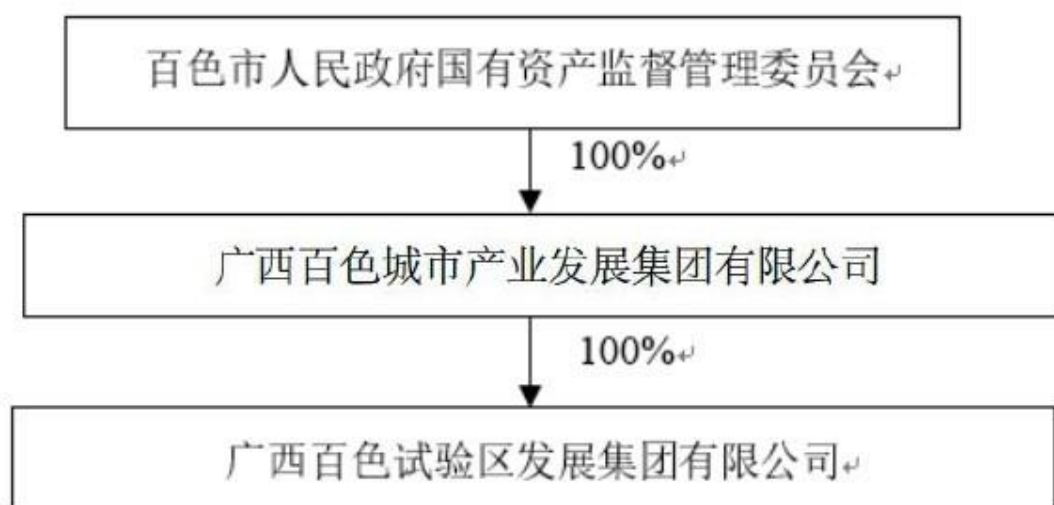 百色市人民政府国有资产监督管理委员会
100%
广西百色城市产业发展集团有限公司
100%
广西百色试验区发展集团有限公司